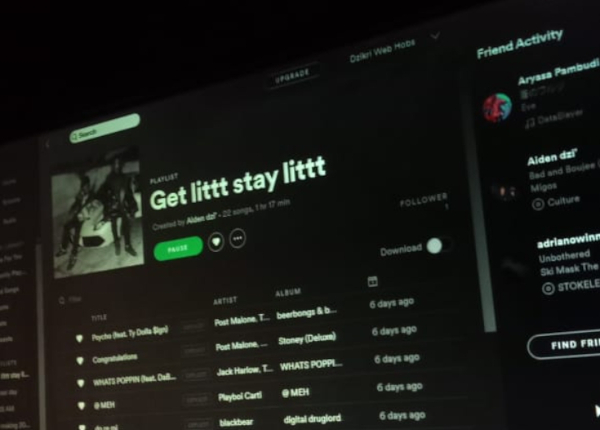 Dzikri Web Hobs
UPGRADE
Search
PLAYLIST
Get littt stay littt
Created by Aiden dzl' • 22 songs, 1 hr 17 min
PAUSE
FOLLOWER
1
Download
Filter
TITLE ARTIST ALBUM
Psycho (feat. Ty Dolla $ign) Post Malone, T... beerbongs & b... 6 days ago
Congratulations Post Malone, ... Stoney (Deluxe) 6 days ago
WHATS POPPIN (feat. DaB... Jack Harlow, T... WHATS POPPI... 6 days ago
@ MEH Playboi Carti @ MEH 6 days ago
blackbear digital druglord 6 days ago
Friend Activity
Aryasa Pambudi
Eve
Aiden dzl'
Bad and Boujee (
Migos
Culture
adrianowinn
Unbothered
Ski Mask The
STOKELE
FIND FRI